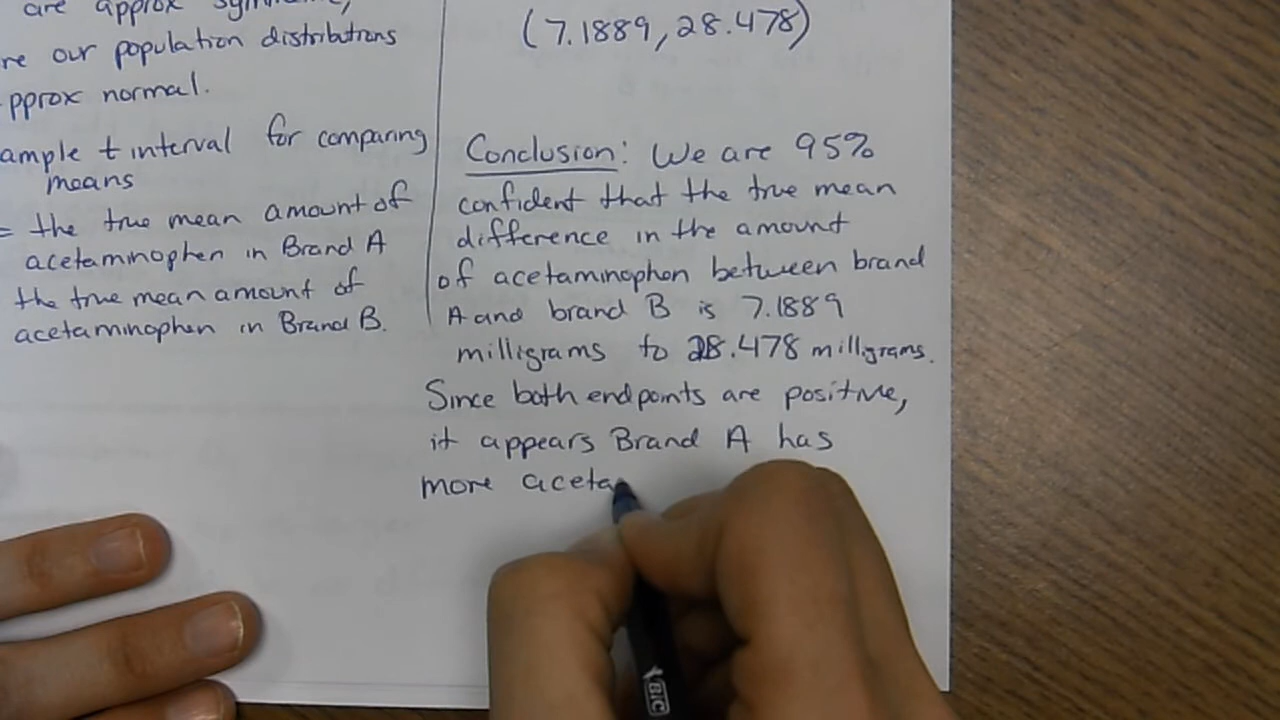 are approx
re our population distributions
pprox normal.
ample t interval for comparing
means
= the true mean amount of
acetaminophen in Brand A
the true mean amount of
acetaminophen in Brand B.
(7.1889, 28.478)
Conclusion: We are 95%
confident that the true mean
difference in the amount
of acetaminophen between brand
A and brand B is 7.1889
milligrams to 28.478 milligrams.
Since both endpoints are positive,
it appears Brand A has
more aceta
BIC